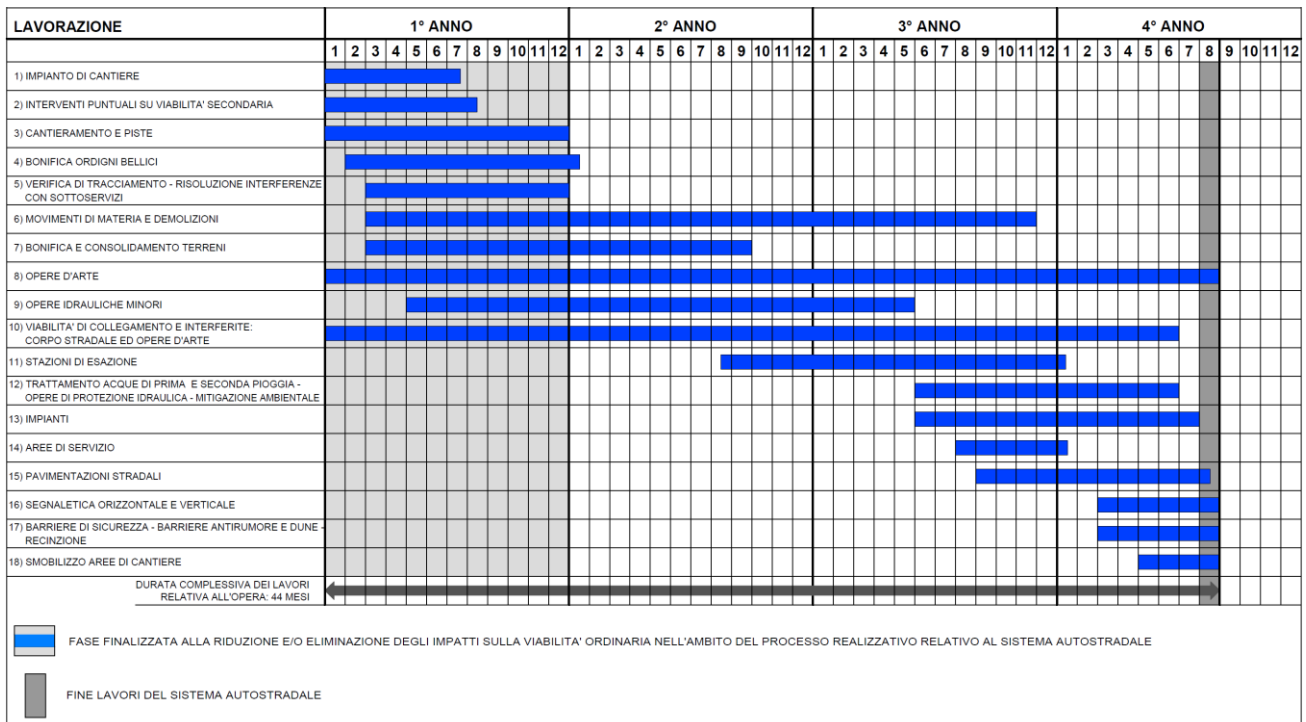 LAVORAZIONE 1° ANNO 2° ANNO 3° ANNO 4° ANNO
1 2 3 4 5 6 7 8 9 10 11 12 1 2 3 4 5 6 7 8 9 10 11 12 1 2 3 4 5 6 7 8 9 10 11 12 1 2 3 4 5 6 7 8 9 10 11 12
1) IMPIANTO DI CANTIERE
2) INTERVENTI PUNTUALI SU VIABILITA' SECONDARIA
3) CANTIERAMENTO E PISTE
4) BONIFICA ORDIGNI BELLICI
5) VERIFICA DI TRACCIAMENTO - RISOLUZIONE INTERFERENZE
CON SOTTOSERVIZI
6) MOVIMENTI DI MATERIA E DEMOLIZIONI
7) BONIFICA E CONSOLIDAMENTO TERRENI
8) OPERE D'ARTE
9) OPERE IDRAULICHE MINORI
10) VIABILITA' DI COLLEGAMENTO E INTERFERITE:
CORPO STRADALE ED OPERE D'ARTE
11) STAZIONI DI ESAZIONE
12) TRATTAMENTO ACQUE DI PRIMA E SECONDA PIOGGIA -
OPERE DI PROTEZIONE IDRAULICA - MITIGAZIONE AMBIENTALE
13) IMPIANTI
14) AREE DI SERVIZIO
15) PAVIMENTAZIONI STRADALI
16) SEGNALETICA ORIZZONTALE E VERTICALE
17) BARRIERE DI SICUREZZA - BARRIERE ANTIRUMORE E DUNE -
RECINZIONE
18) SMOBILIZZO AREE DI CANTIERE
DURATA COMPLESSIVA DEI LAVORI
RELATIVA ALL'OPERA: 44 MESI
FASE FINALIZZATA ALLA RIDUZIONE E/O ELIMINAZIONE DEGLI IMPATTI SULLA VIABILITA' ORDINARIA NELL'AMBITO DEL PROCESSO REALIZZATIVO RELATIVO AL SISTEMA AUTOSTRADALE
FINE LAVORI DEL SISTEMA AUTOSTRADALE